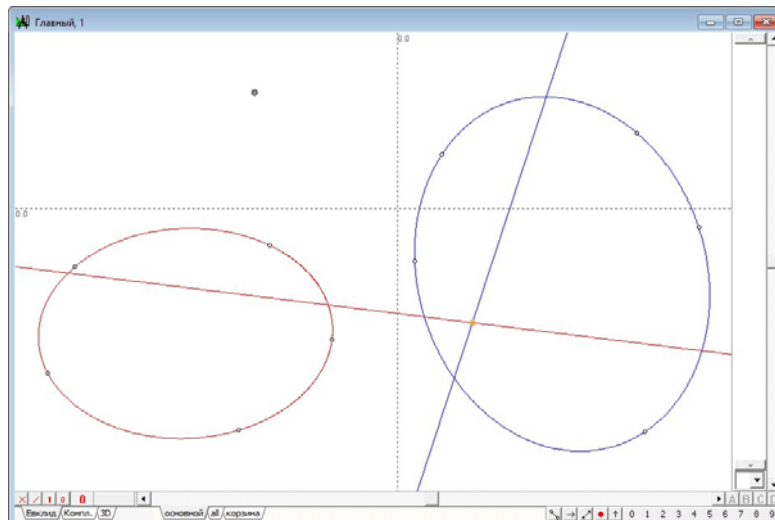 Главный, 1
0.0
0.0
A B C D
Евклид Компл. 3D основной all корзина
0 1 2 3 4 5 6 7 8 9